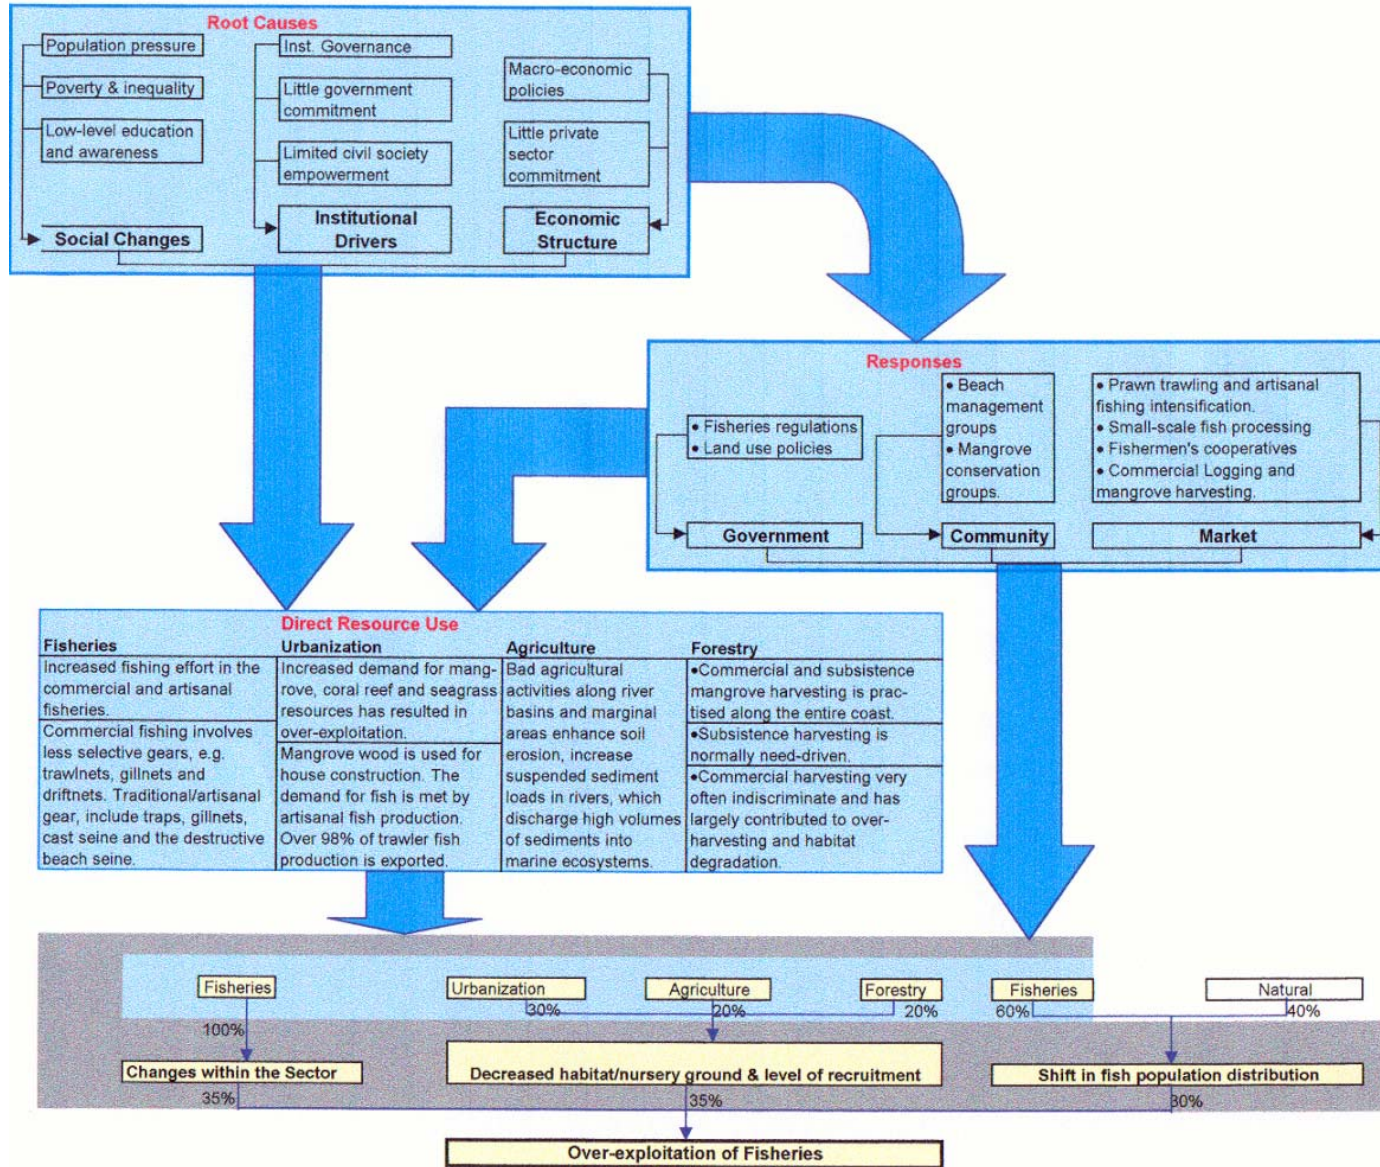 Root Causes
Population pressure
Poverty & inequality
Low-level education
and awareness
Social Changes
Inst. Governance
Little government
commitment
Limited civil society
empowerment
Institutional
Drivers
Macro-economic
policies
Little private
sector
commitment
Economic
Structure
Responses
• Fisheries regulations
• Land use policies
Government
• Beach
management
groups
• Mangrove
conservation
groups.
Community
• Prawn trawling and artisanal
fishing intensification.
• Small-scale fish processing
• Fishermen's cooperatives
• Commercial Logging and
mangrove harvesting.
Market
Direct Resource Use
Fisheries
Increased fishing effort in the
commercial and artisanal
fisheries.
Commercial fishing involves
less selective gears, e.g.
trawlnets, gillnets and
driftnets. Traditional/artisanal
gear, include traps, gillnets,
cast seine and the destructive
beach seine.
Urbanization
Increased demand for mang-
rove, coral reef and seagrass
resources has resulted in
over-exploitation.
Mangrove wood is used for
house construction. The
demand for fish is met by
artisanal fish production.
Over 98% of trawler fish
production is exported.
Agriculture
Bad agricultural
activities along river
basins and marginal
areas enhance soil
erosion, increase
suspended sediment
loads in rivers, which
discharge high volumes
of sediments into
marine ecosystems.
Forestry
•Commercial and subsistence
mangrove harvesting is prac-
tised along the entire coast.
•Subsistence harvesting is
normally need-driven.
•Commercial harvesting very
often indiscriminate and has
largely contributed to over-
harvesting and habitat
degradation.
Fisheries
Urbanization
Agriculture
Forestry
Fisheries
Natural
100%
30%
20%
20%
60%
40%
Changes within the Sector
Decreased habitat/nursery ground & level of recruitment
Shift in fish population distribution
35%
35%
30%
Over-exploitation of Fisheries